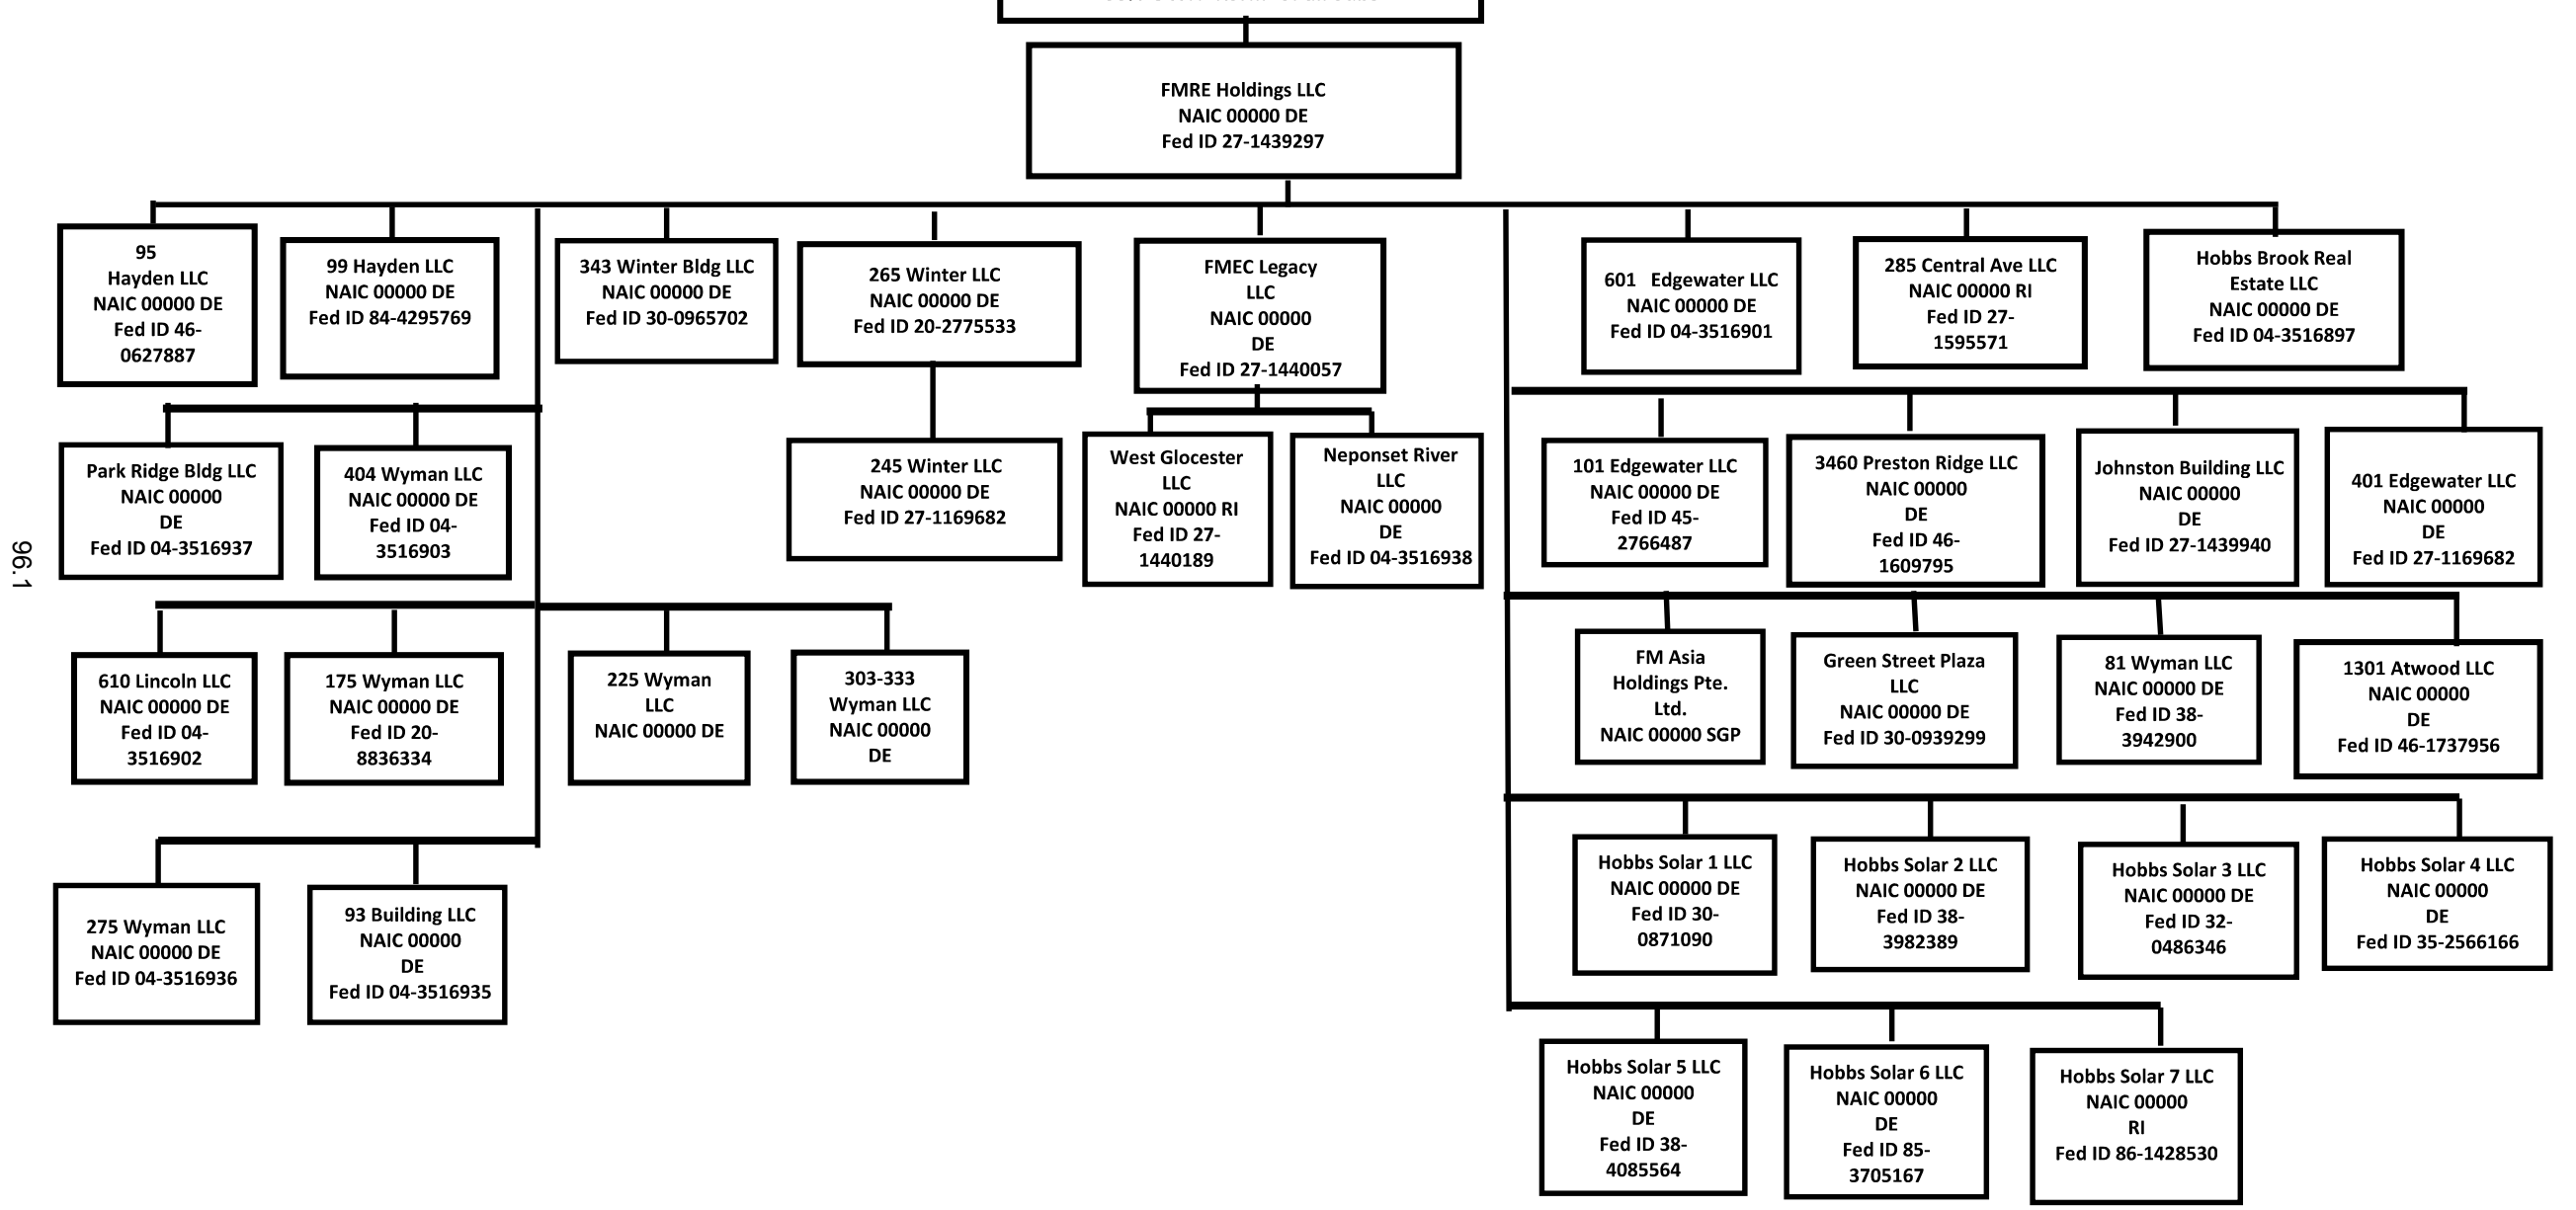 FMRE Holdings LLC
NAIC 00000 DE
Fed ID 27-1439297
95
Hayden LLC
NAIC 00000 DE
Fed ID 46-
0627887
99 Hayden LLC
NAIC 00000 DE
Fed ID 84-4295769
343 Winter Bldg LLC
NAIC 00000 DE
Fed ID 30-0965702
265 Winter LLC
NAIC 00000 DE
Fed ID 20-2775533
FMEC Legacy
LLC
NAIC 00000
DE
Fed ID 27-1440057
601 Edgewater LLC
NAIC 00000 DE
Fed ID 04-3516901
285 Central Ave LLC
NAIC 00000 RI
Fed ID 27-
1595571
Hobbs Brook Real
Estate LLC
NAIC 00000 DE
Fed ID 04-3516897
Park Ridge Bldg LLC
NAIC 00000
DE
Fed ID 04-3516937
404 Wyman LLC
NAIC 00000 DE
Fed ID 04-
3516903
245 Winter LLC
NAIC 00000 DE
Fed ID 27-1169682
West Glocester
LLC
NAIC 00000 RI
Fed ID 27-
1440189
Neponset River
LLC
NAIC 00000
DE
Fed ID 04-3516938
101 Edgewater LLC
NAIC 00000 DE
Fed ID 45-
2766487
3460 Preston Ridge LLC
NAIC 00000
DE
Fed ID 46-
1609795
Johnston Building LLC
NAIC 00000
DE
Fed ID 27-1439940
401 Edgewater LLC
NAIC 00000
DE
Fed ID 27-1169682
96.1
610 Lincoln LLC
NAIC 00000 DE
Fed ID 04-
3516902
175 Wyman LLC
NAIC 00000 DE
Fed ID 20-
8836334
225 Wyman
LLC
NAIC 00000 DE
303-333
Wyman LLC
NAIC 00000
DE
FM Asia
Holdings Pte.
Ltd.
NAIC 00000 SGP
Green Street Plaza
LLC
NAIC 00000 DE
Fed ID 30-0939299
81 Wyman LLC
NAIC 00000 DE
Fed ID 38-
3942900
1301 Atwood LLC
NAIC 00000
DE
Fed ID 46-1737956
275 Wyman LLC
NAIC 00000 DE
Fed ID 04-3516936
93 Building LLC
NAIC 00000
DE
Fed ID 04-3516935
Hobbs Solar 1 LLC
NAIC 00000 DE
Fed ID 30-
0871090
Hobbs Solar 2 LLC
NAIC 00000 DE
Fed ID 38-
3982389
Hobbs Solar 3 LLC
NAIC 00000 DE
Fed ID 32-
0486346
Hobbs Solar 4 LLC
NAIC 00000
DE
Fed ID 35-2566166
Hobbs Solar 5 LLC
NAIC 00000
DE
Fed ID 38-
4085564
Hobbs Solar 6 LLC
NAIC 00000
DE
Fed ID 85-
3705167
Hobbs Solar 7 LLC
NAIC 00000
RI
Fed ID 86-1428530